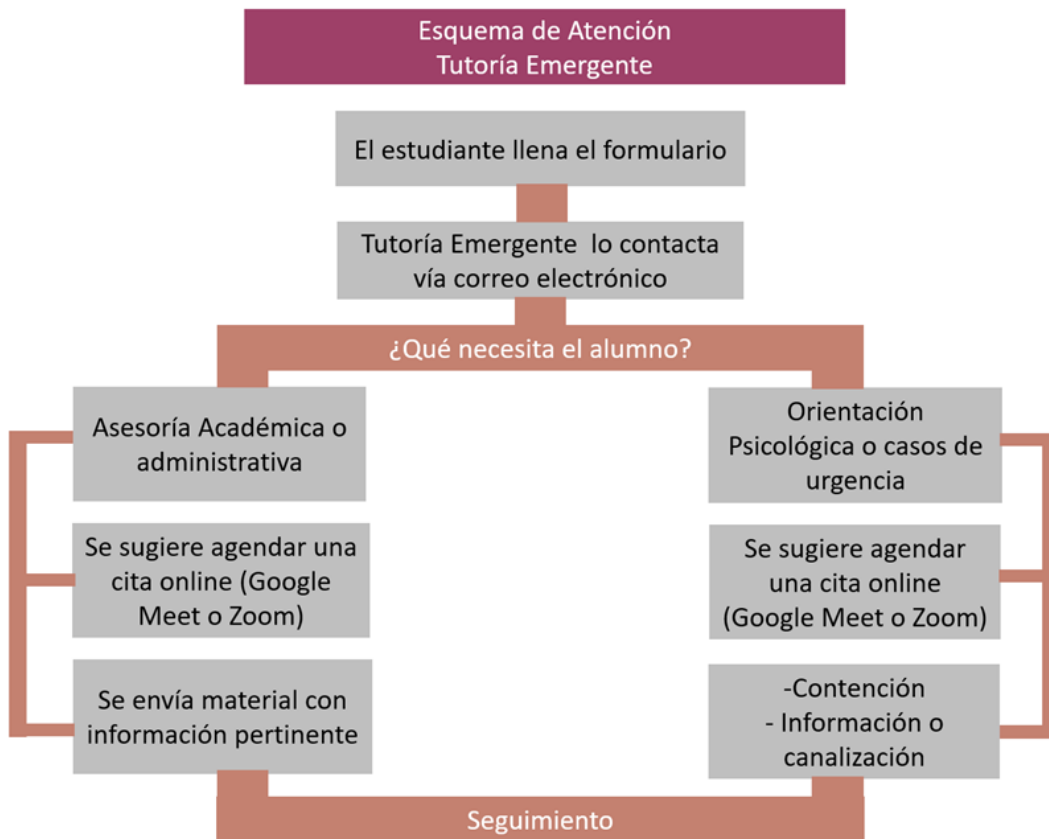 Esquema de Atención
Tutoría Emergente
El estudiante llena el formulario
Tutoría Emergente lo contacta
vía correo electrónico
¿Qué necesita el alumno?
Asesoría Académica o
administrativa
Se sugiere agendar una
cita online (Google
Meet o Zoom)
Se envía material con
información pertinente
Orientación
Psicológica o casos de
urgencia
Se sugiere agendar
una cita online
(Google Meet o Zoom)
-Contención
- Información o
canalización
Seguimiento